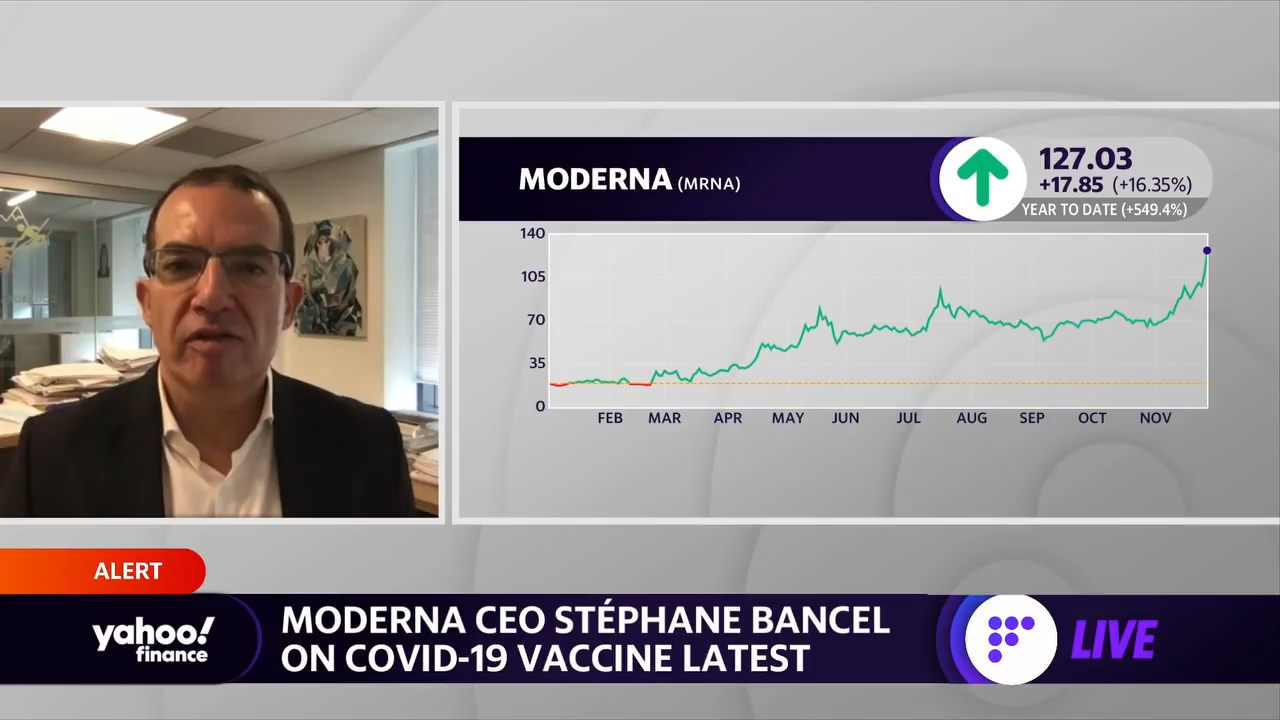 MODERNA (MRNA)
127.03
+17.85 (+16.35%)
YEAR TO DATE (+549.4%)
140
105
70
35
0
FEB MAR APR MAY JUN JUL AUG SEP OCT NOV
ALERT
yahoo!
finance
MODERNA CEO STÉPHANE BANCEL
ON COVID-19 VACCINE LATEST
LIVE